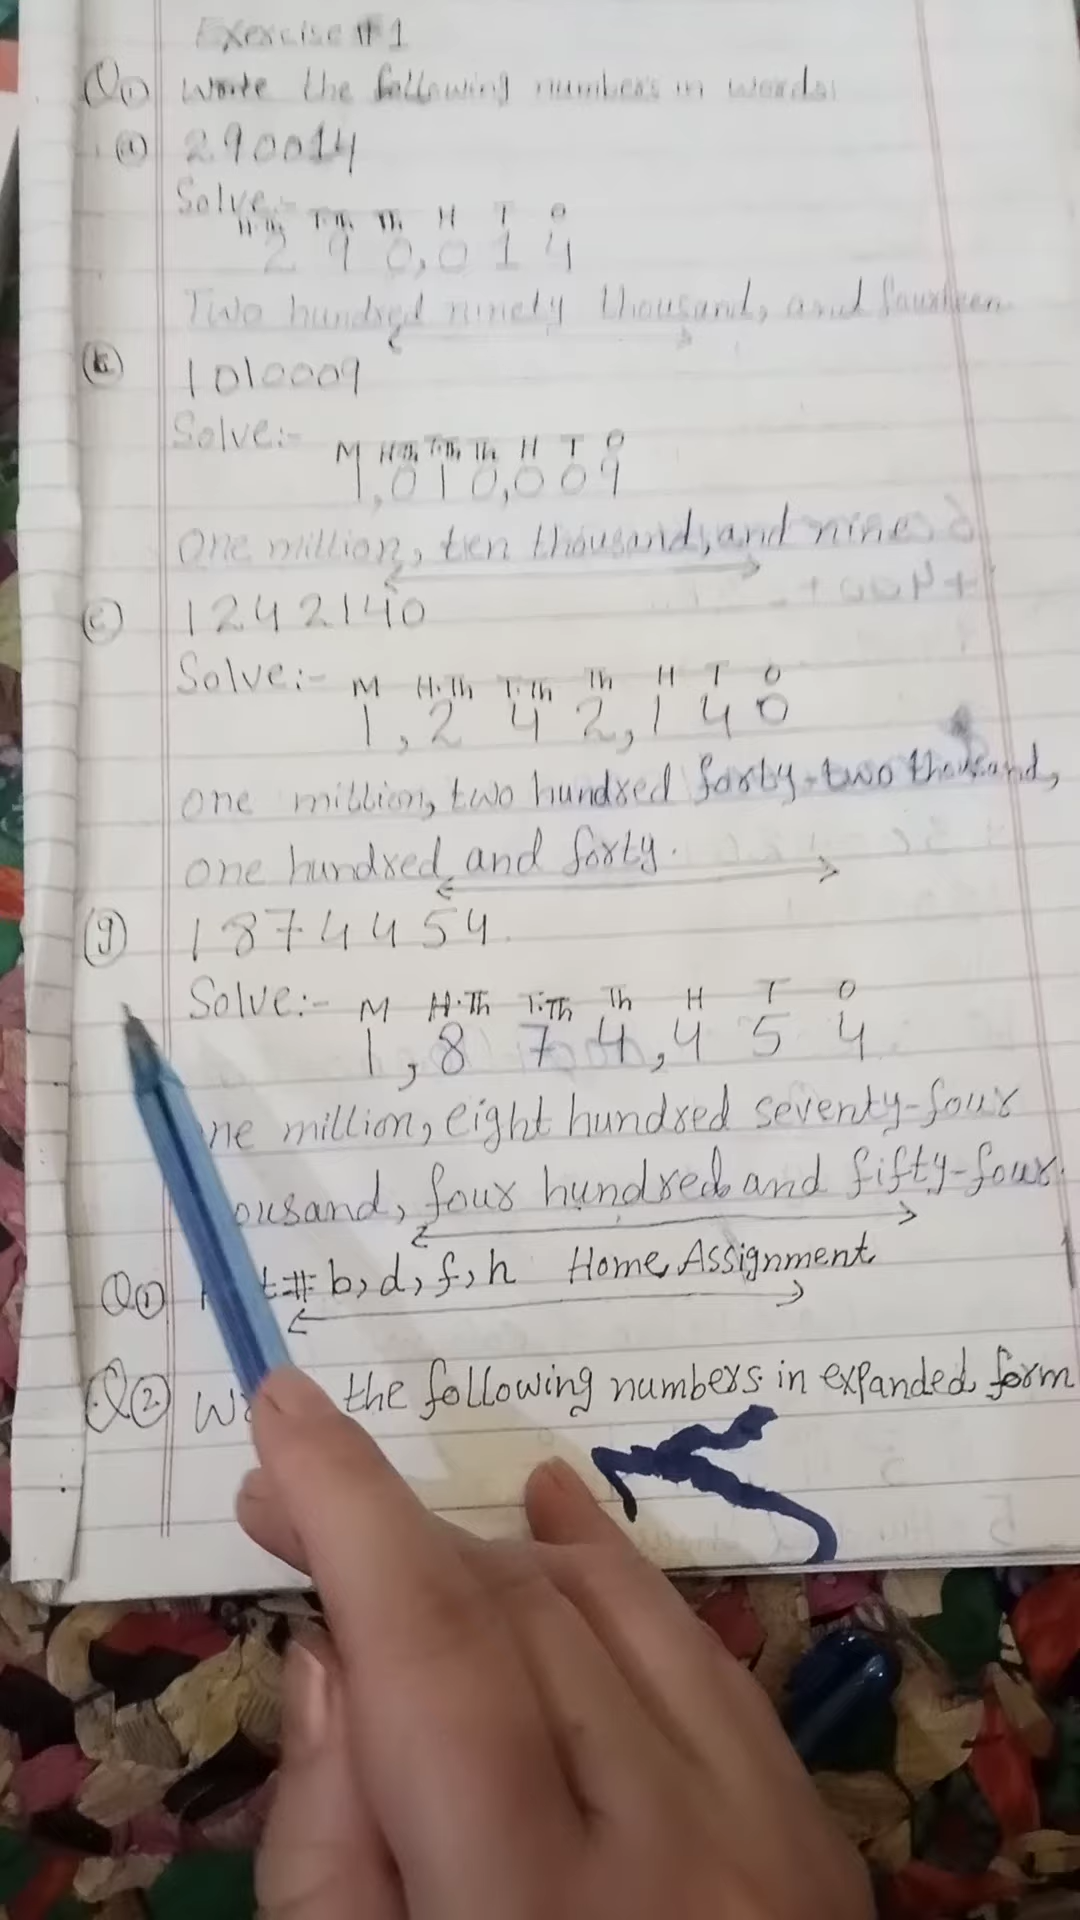 Exercise # 1
Q① Write the following numbers in words:
ⓐ 290014
Solve:-
H.Th T.Th Th H T O
2 9 0,0 1 4
Two hundred ninety thousand, and fourteen
1010009
Solve:-
M H.Th T.Th Th H T O
1,0 1 0,0 0 9
One million, ten thousand, and nine
ⓔ 1242140
Solve:- M H.Th T.Th Th H T O
1,2 4 2,1 4 0
one million, two hundred forty-two thousand,
one hundred and forty.
ⓖ 1874454.
Solve:- M H.Th T.Th Th H T O
1,8 7 4,4 5 4
ne million, eight hundred seventy-four
ousand, four hundred and fifty-four.
Q① t# b, d, f, h Home Assignment
Q② the following numbers in expanded form